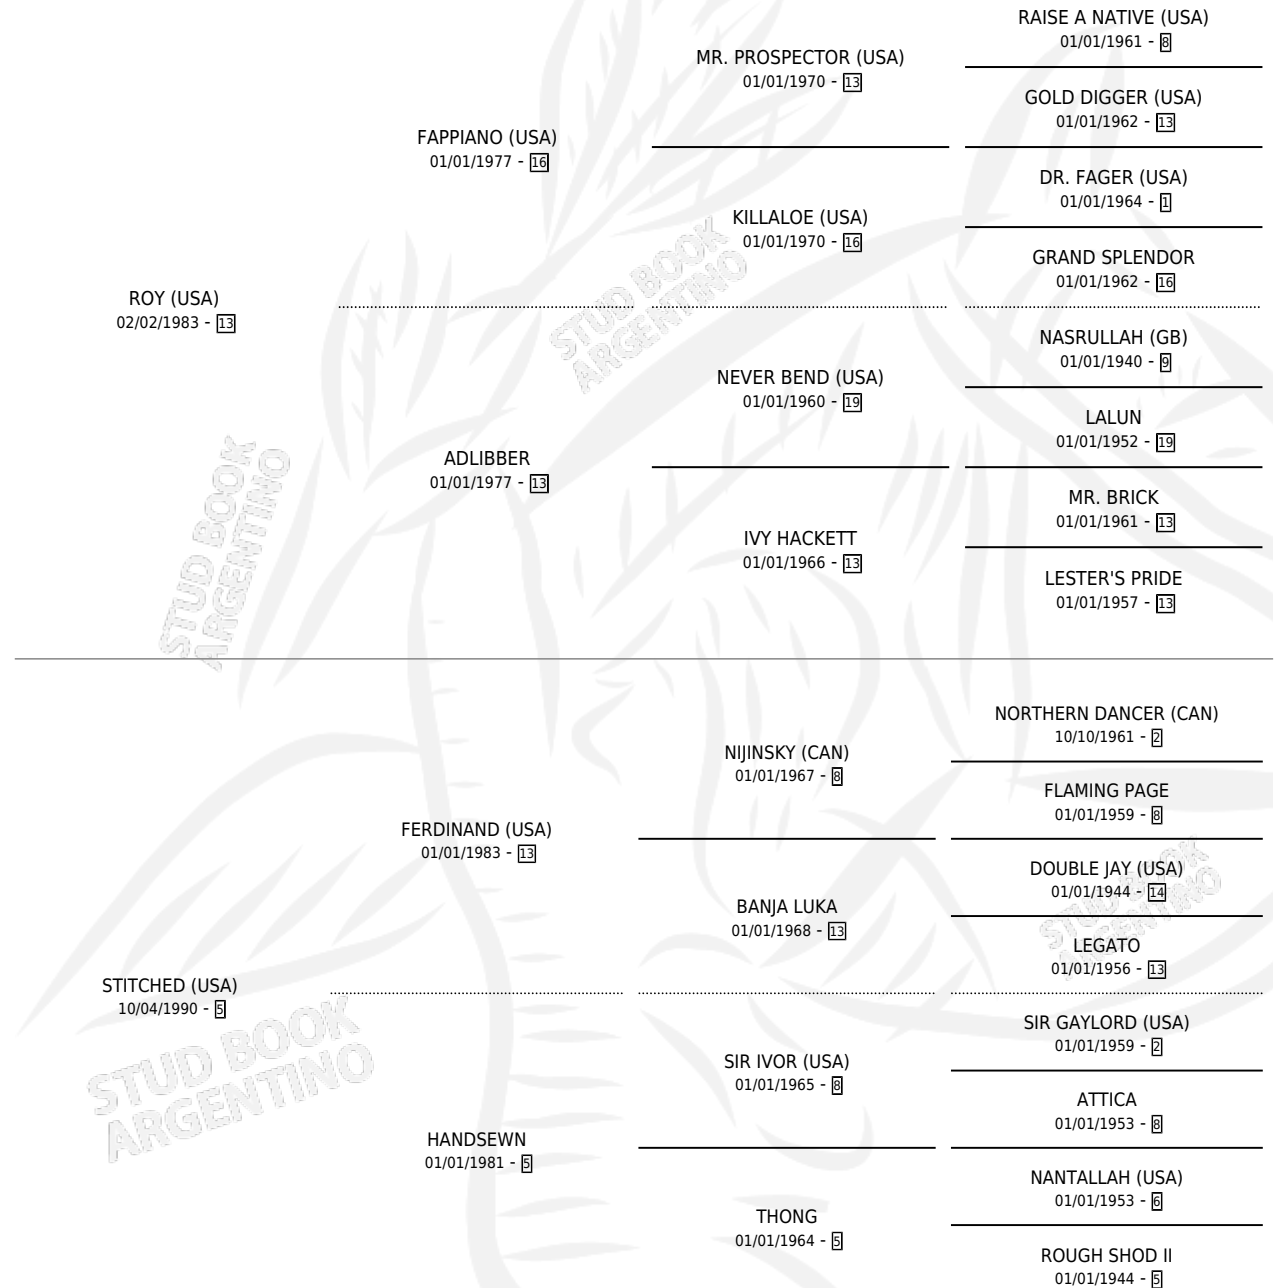 RAISE A NATIVE (USA)
01/01/1961 - 8
MR. PROSPECTOR (USA)
01/01/1970 - 13
GOLD DIGGER (USA)
01/01/1962 - 13
FAPPIANO (USA)
01/01/1977 - 16
DR. FAGER (USA)
01/01/1964 - 1
KILLALOE (USA)
01/01/1970 - 16
GRAND SPLENDOR
01/01/1962 - 16
ROY (USA)
02/02/1983 - 13
STUD BOOK
ARGENTINO
NASRULLAH (GB)
01/01/1940 - 9
NEVER BEND (USA)
01/01/1960 - 19
LALUN
01/01/1952 - 19
ADLIBBER
01/01/1977 - 13
MR. BRICK
01/01/1961 - 13
IVY HACKETT
01/01/1966 - 13
LESTER'S PRIDE
01/01/1957 - 13
STUD BOOK
ARGENTINO
NORTHERN DANCER (CAN)
10/10/1961 - 2
NIJINSKY (CAN)
01/01/1967 - 8
FLAMING PAGE
01/01/1959 - 8
FERDINAND (USA)
01/01/1983 - 13
DOUBLE JAY (USA)
01/01/1944 - 14
BANJA LUKA
01/01/1968 - 13
LEGATO
01/01/1956 - 13
STUD BOOK
ARGENTINO
STITCHED (USA)
10/04/1990 - 5
STUD BOOK
ARGENTINO
SIR GAYLORD (USA)
01/01/1959 - 2
SIR IVOR (USA)
01/01/1965 - 8
ATTICA
01/01/1953 - 8
HANDSEWN
01/01/1981 - 5
NANTALLAH (USA)
01/01/1953 - 6
THONG
01/01/1964 - 5
ROUGH SHOD II
01/01/1944 - 5